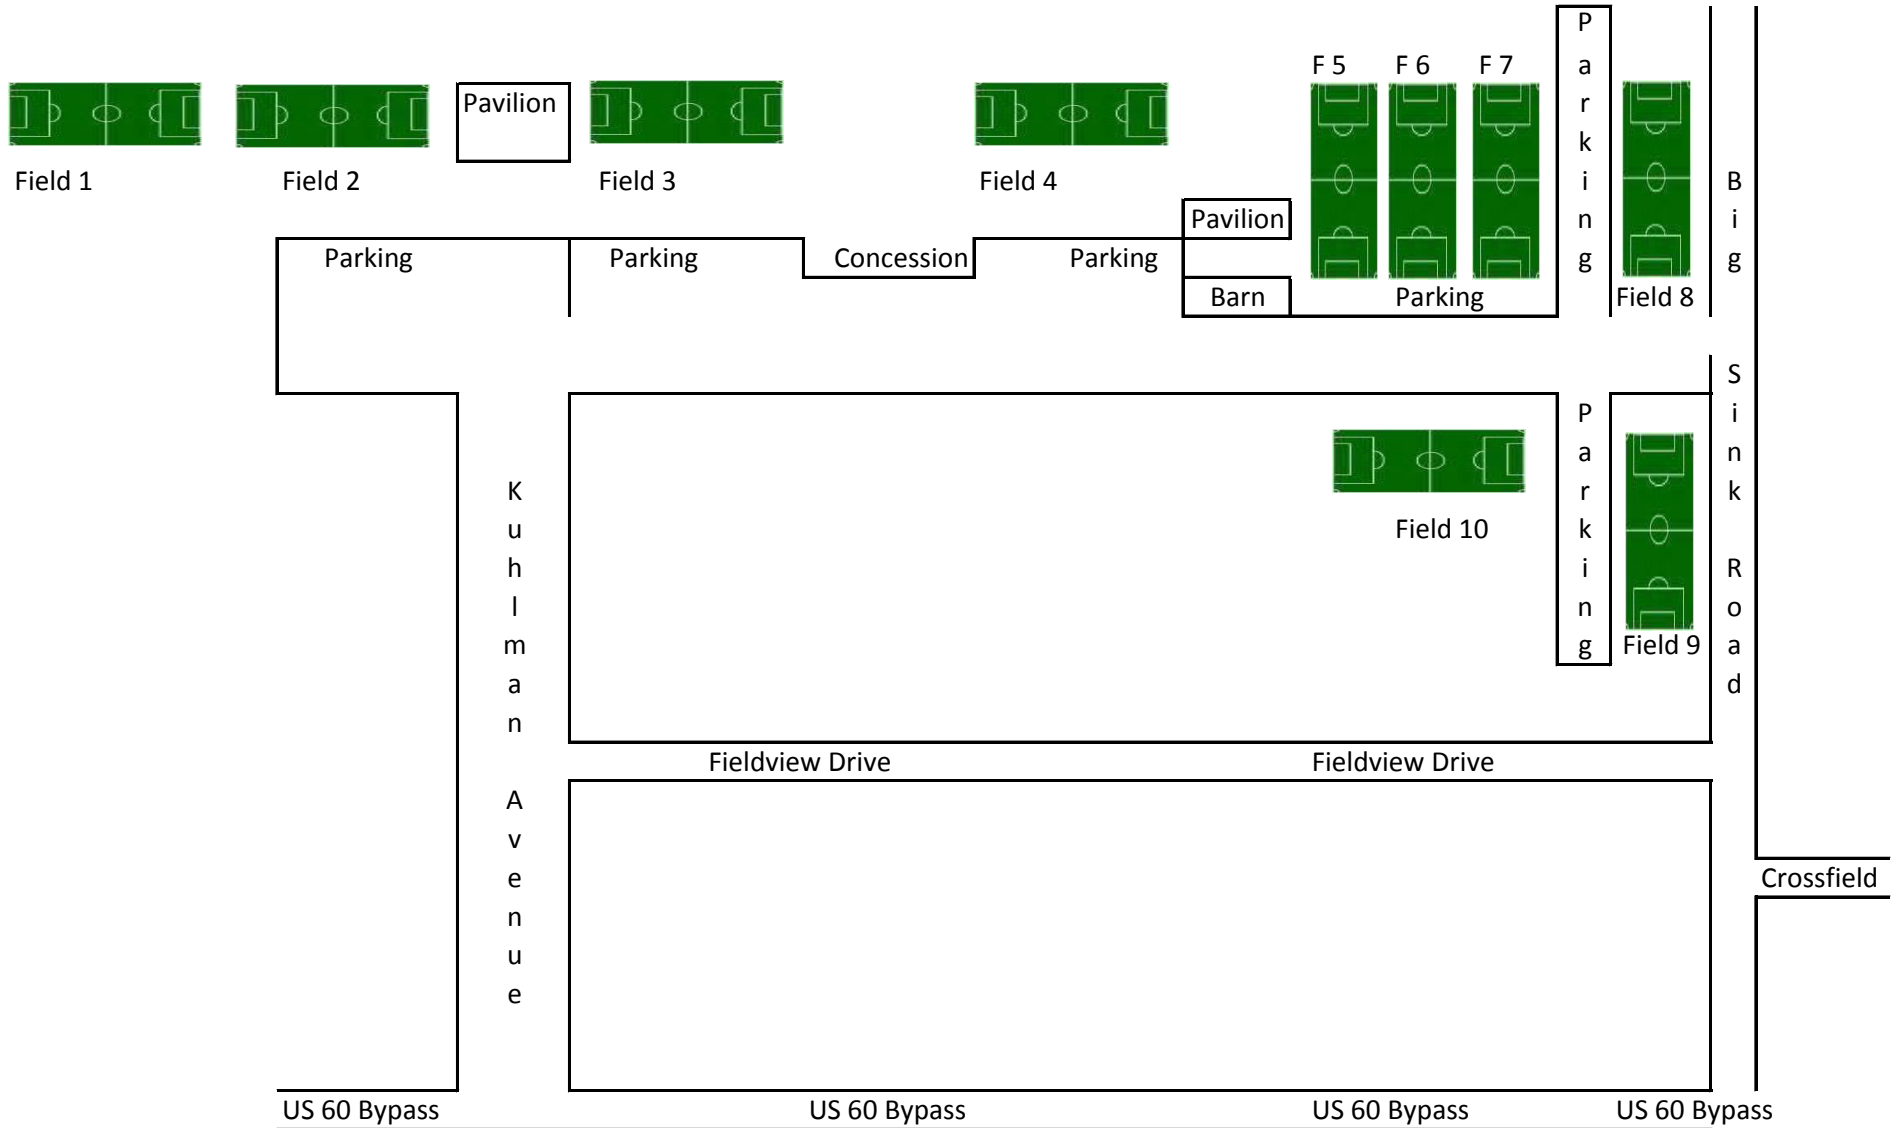 F 5
F 6
F 7
Pavilion
Field 1
Field 2
Field 3
Field 4
Pavilion
Parking
Parking
Concession
Parking
Barn
Parking
Parking
Field 8
Big Sink Road
Parking
Field 10
Field 9
Kuhlman Avenue
Fieldview Drive
Fieldview Drive
Crossfield
US 60 Bypass
US 60 Bypass
US 60 Bypass
US 60 Bypass